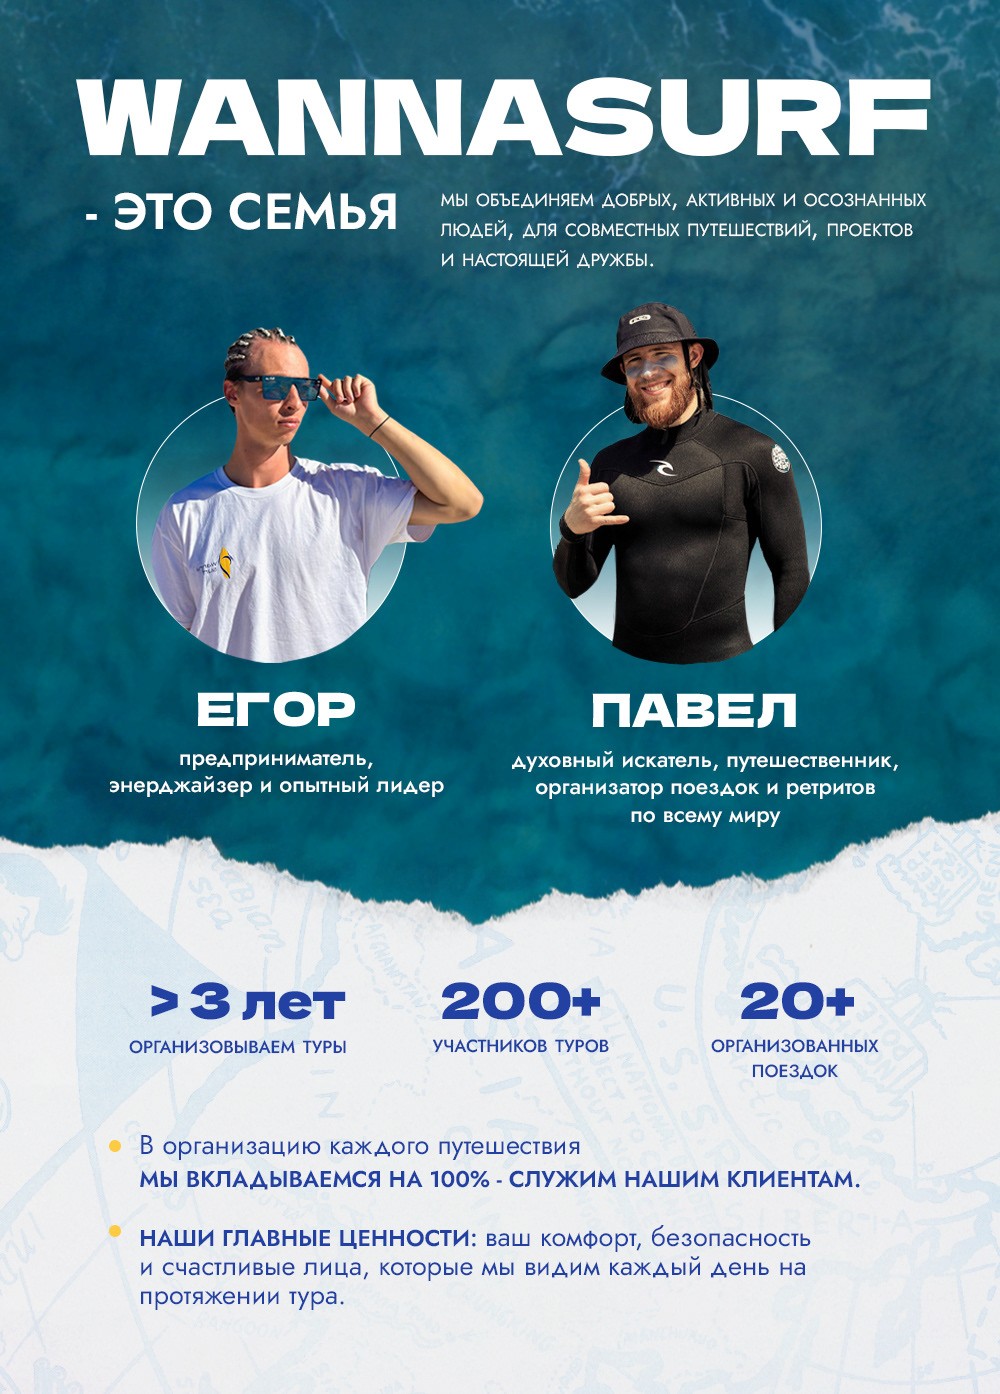 WANNASURF
- ЭТО СЕМЬЯ
МЫ ОБЪЕДИНЯЕМ ДОБРЫХ, АКТИВНЫХ И ОСОЗНАННЫХ
ЛЮДЕЙ, ДЛЯ СОВМЕСТНЫХ ПУТЕШЕСТВИЙ, ПРОЕКТОВ
И НАСТОЯЩЕЙ ДРУЖБЫ.
ЕГОР
предприниматель,
энерджайзер и опытный лидер
ПАВЕЛ
духовный искатель, путешественник,
организатор поездок и ретритов
по всему миру
> 3 лет
ОРГАНИЗОВЫВАЕМ ТУРЫ
200+
УЧАСТНИКОВ ТУРОВ
20+
ОРГАНИЗОВАННЫХ
ПОЕЗДОК
В организацию каждого путешествия
МЫ ВКЛАДЫВАЕМСЯ НА 100% - СЛУЖИМ НАШИМ КЛИЕНТАМ.
НАШИ ГЛАВНЫЕ ЦЕННОСТИ: ваш комфорт, безопасность
и счастливые лица, которые мы видим каждый день на
протяжении тура.